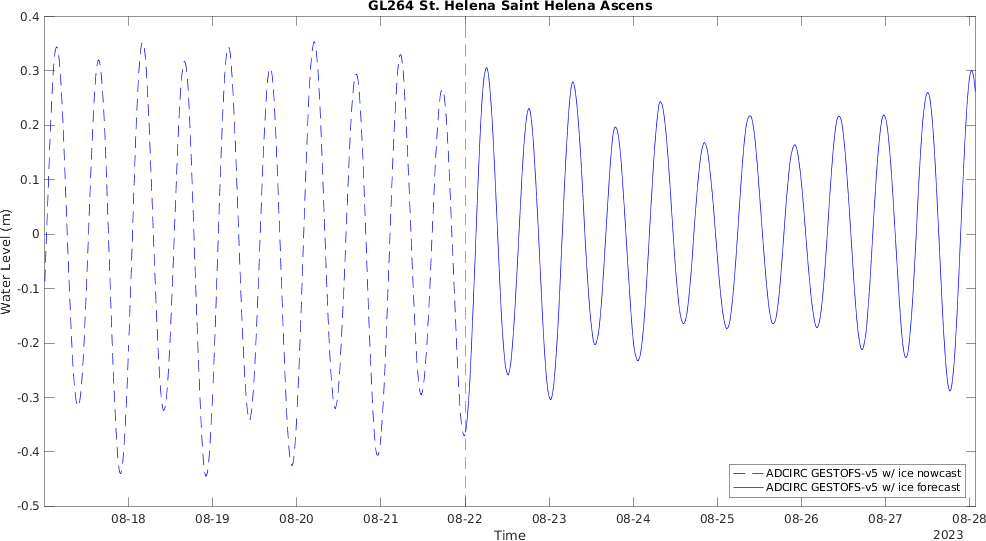 GL264 St. Helena Saint Helena Ascens
0.4
0.3
0.2
0.1
0
-0.1
-0.2
-0.3
-0.4
-0.5
Water Level (m)
ADCIRC GESTOFS-v5 w/ ice nowcast
ADCIRC GESTOFS-v5 w/ ice forecast
08-18 08-19 08-20 08-21 08-22 08-23 08-24 08-25 08-26 08-27 08-28
Time
2023